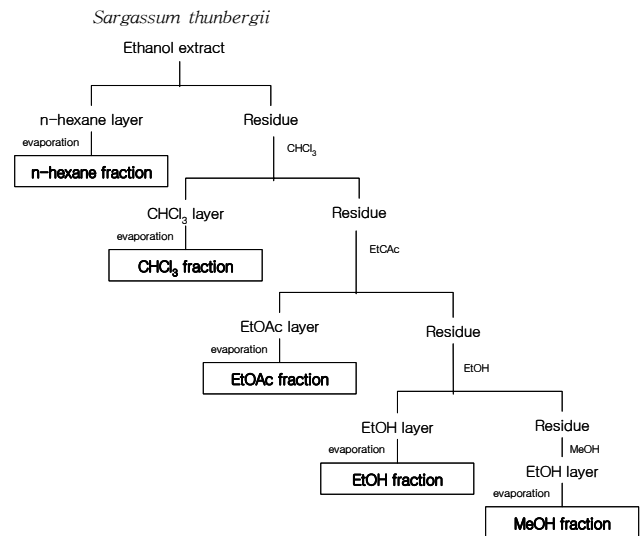 Sargassum thunbergii
Ethanol extract
n-hexane layer
Residue
evaporation
CHCl₃
n-hexane fraction
CHCl₃ layer
Residue
evaporation
EtCAc
CHCl₃ fraction
EtOAc layer
Residue
evaporation
EtOH
EtOAc fraction
EtOH layer
Residue
evaporation
MeOH
EtOH layer
EtOH fraction
evaporation
MeOH fraction